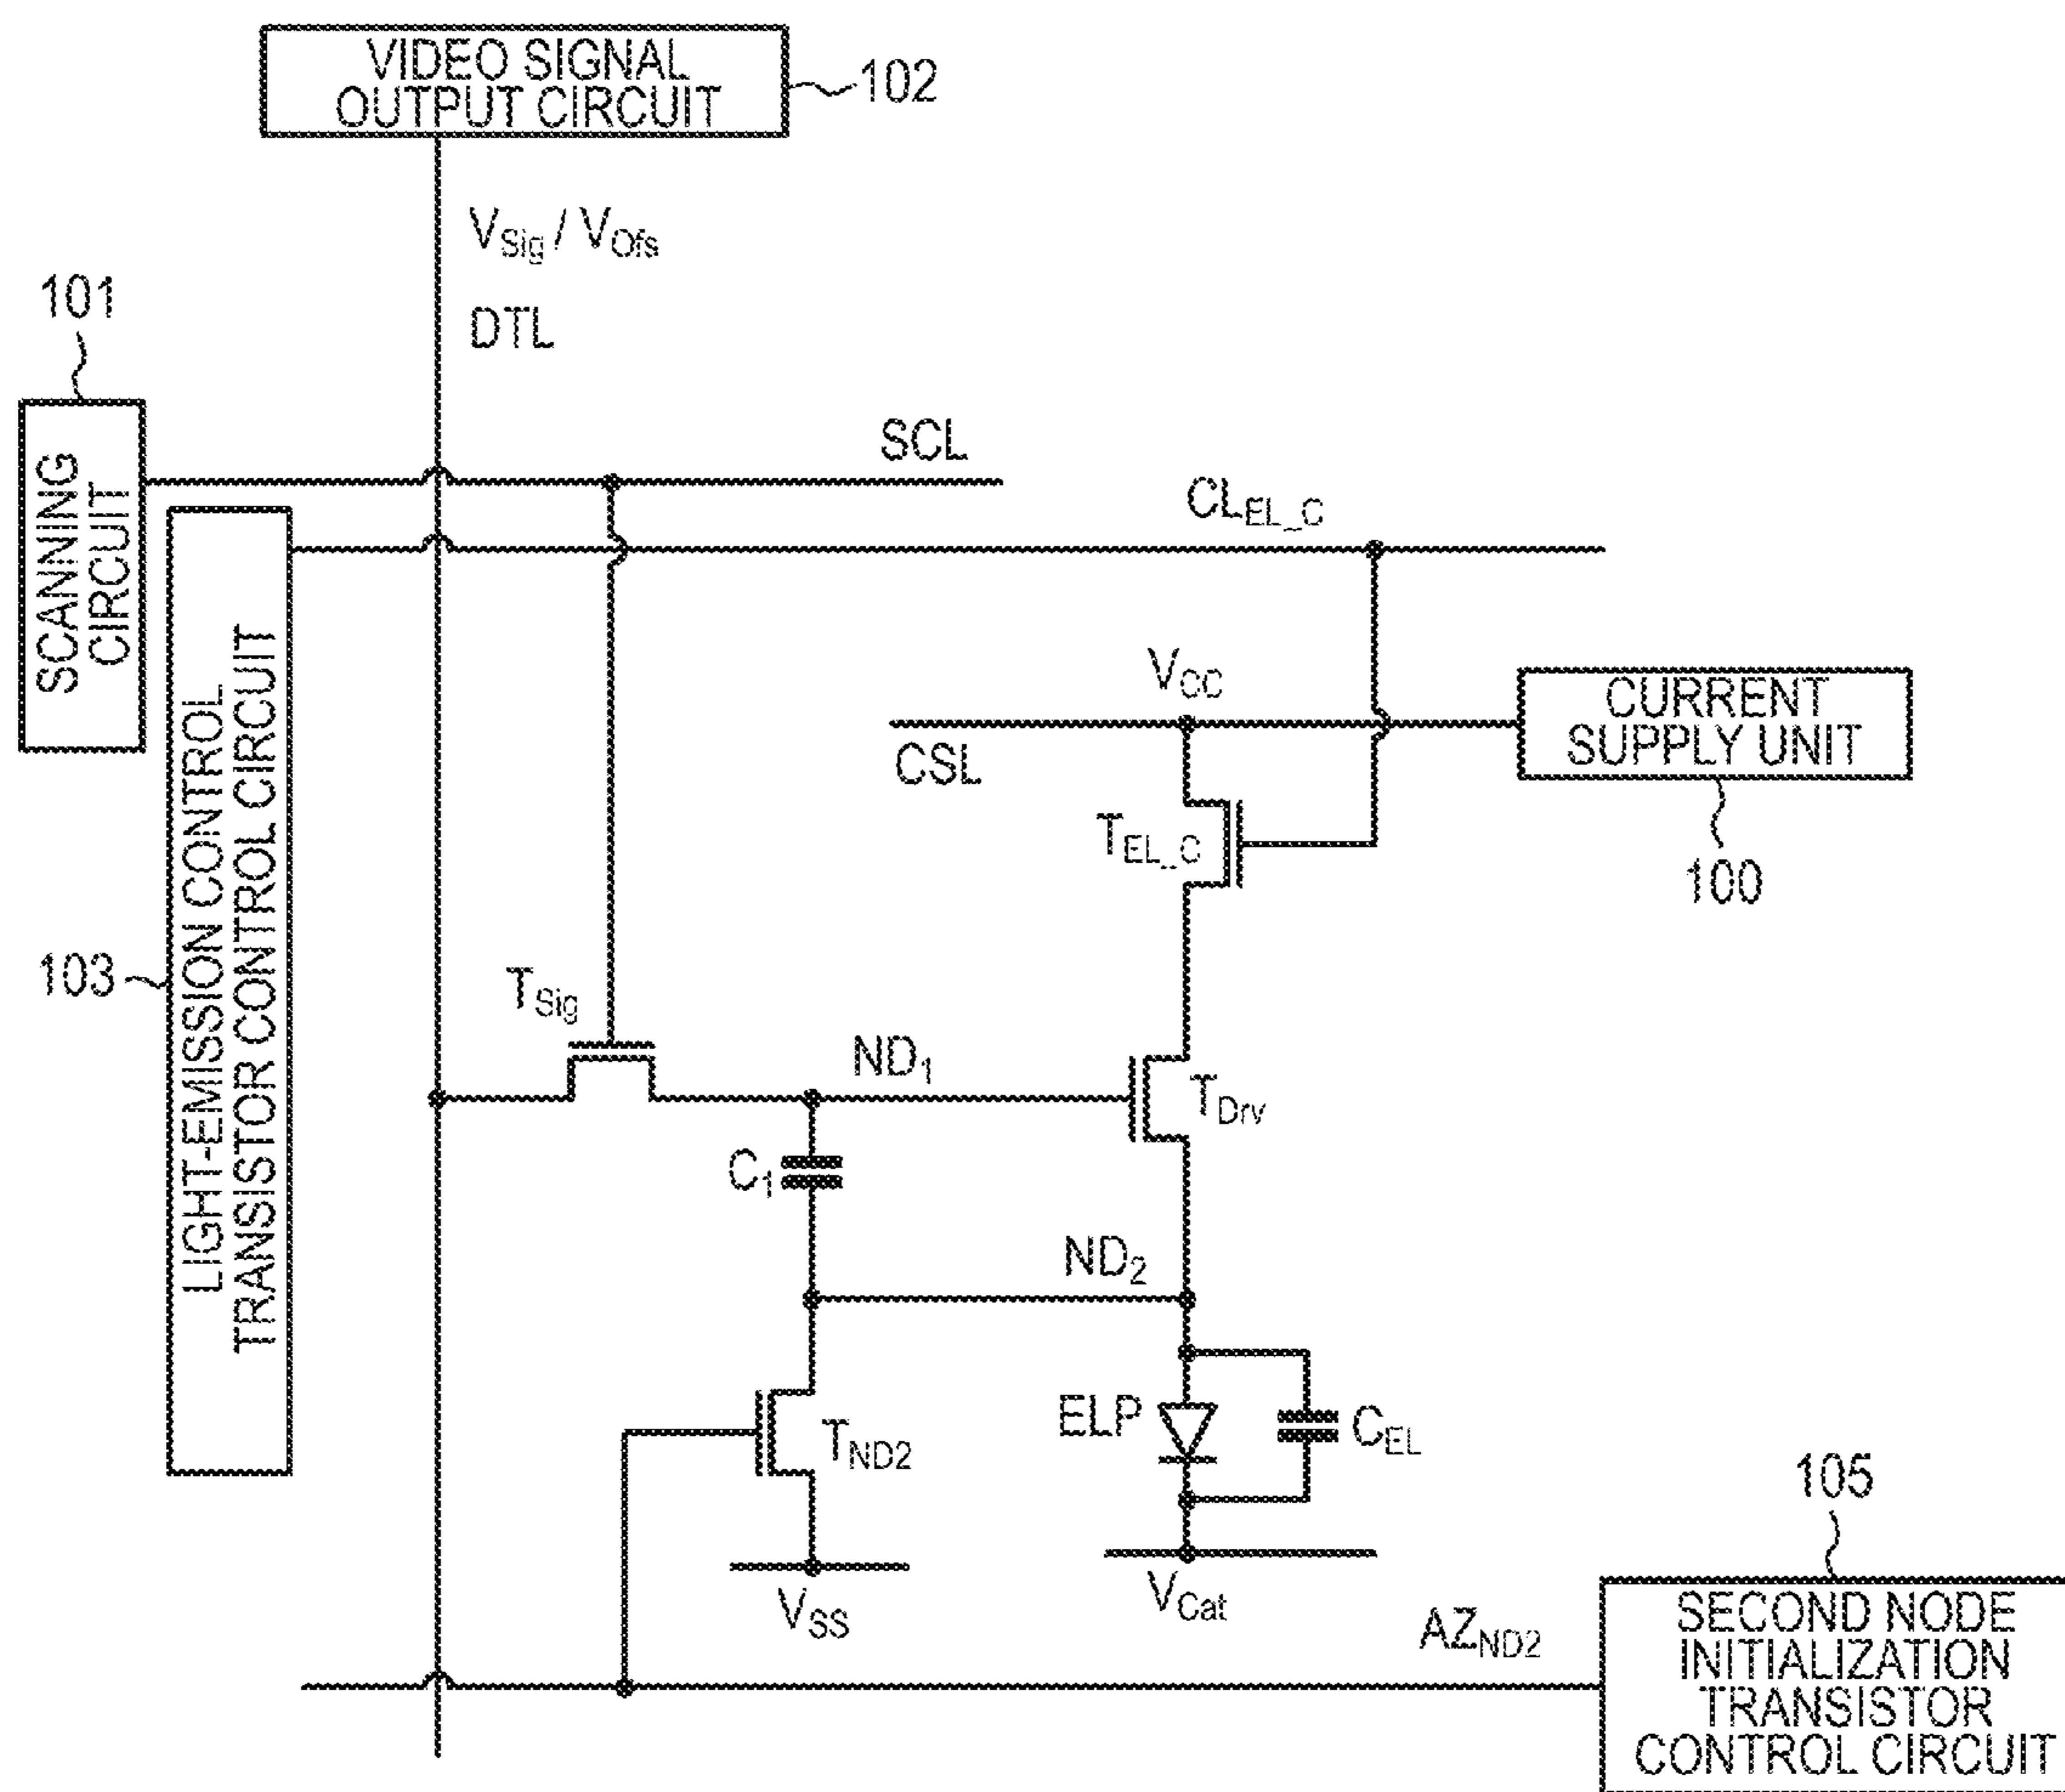 VIDEO SIGNAL
OUTPUT CIRCUIT
102
VSig / VOfs
DTL
101
SCANNING
CIRCUIT
SCL
CLEL_C
LIGHT-EMISSION CONTROL
TRANSISTOR CONTROL CIRCUIT
103
VCC
CSL
CURRENT
SUPPLY UNIT
100
TEL_C
TSig
ND1
TDrv
C1
ND2
TND2
ELP
CEL
VSS
VCat
AZND2
105
SECOND NODE
INITIALIZATION
TRANSISTOR
CONTROL CIRCUIT